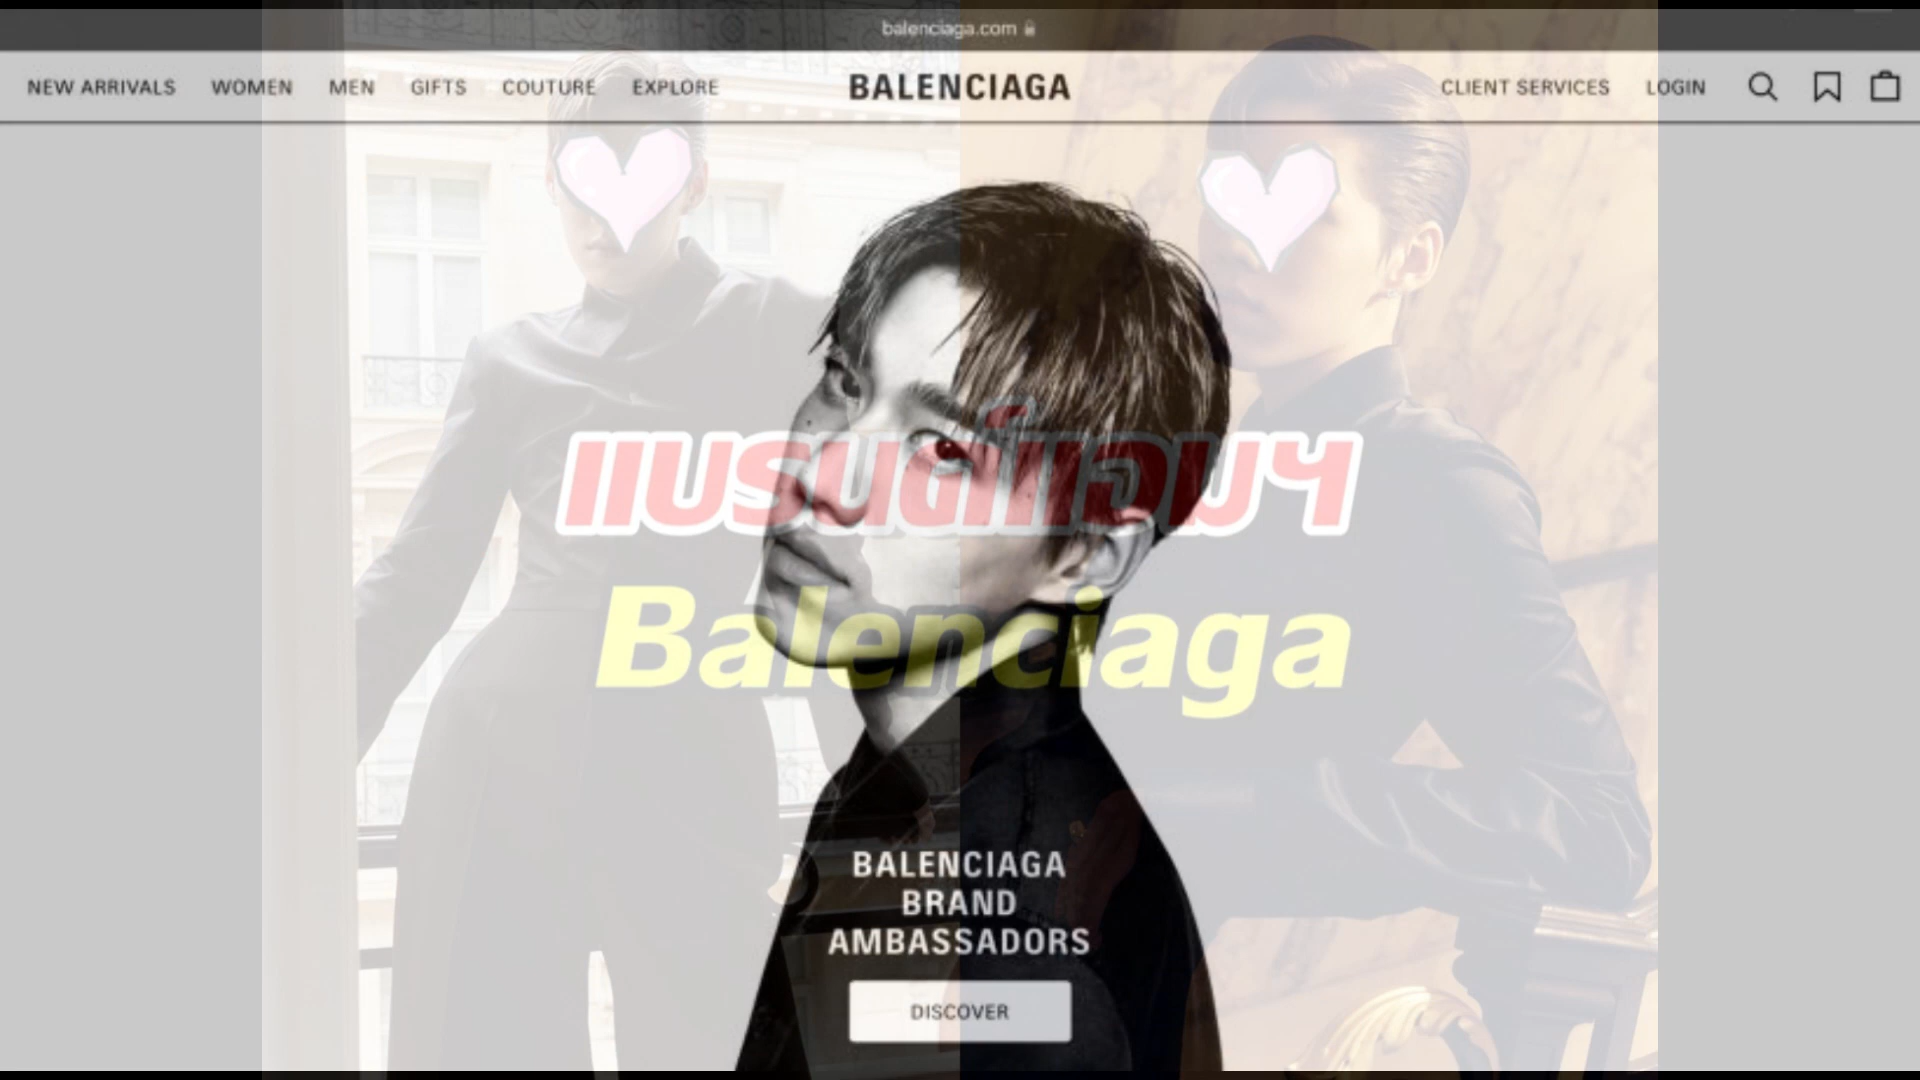 balenciaga.com
NEW ARRIVALS WOMEN MEN GIFTS COUTURE EXPLORE BALENCIAGA CLIENT SERVICES LOGIN
แบรนด์แอมฯ
Balenciaga
BALENCIAGA
BRAND
AMBASSADORS
DISCOVER